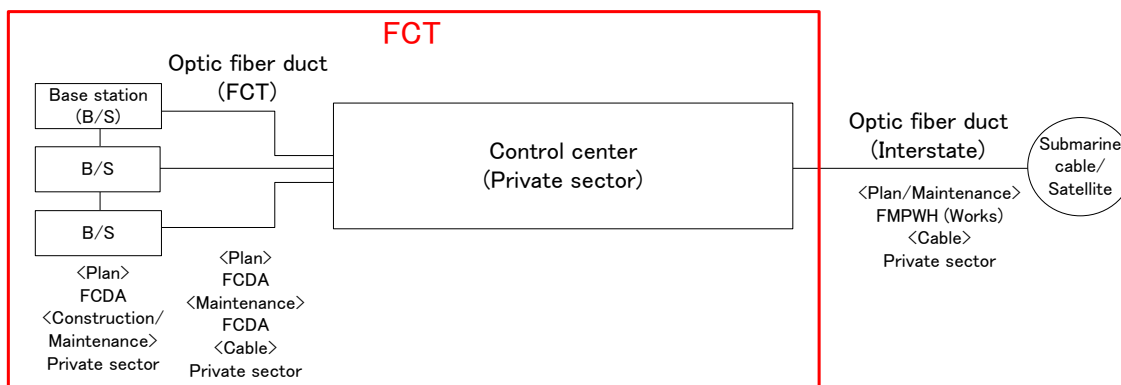 FCT
Optic fiber duct
(FCT)
Base station
(B/S)
B/S
B/S
Control center
(Private sector)
Optic fiber duct
(Interstate)
Submarine
cable/
Satellite
<Plan>
FCDA
<Construction/
Maintenance>
Private sector
<Plan>
FCDA
<Maintenance>
FCDA
<Cable>
Private sector
<Plan/Maintenance>
FMPWH (Works)
<Cable>
Private sector